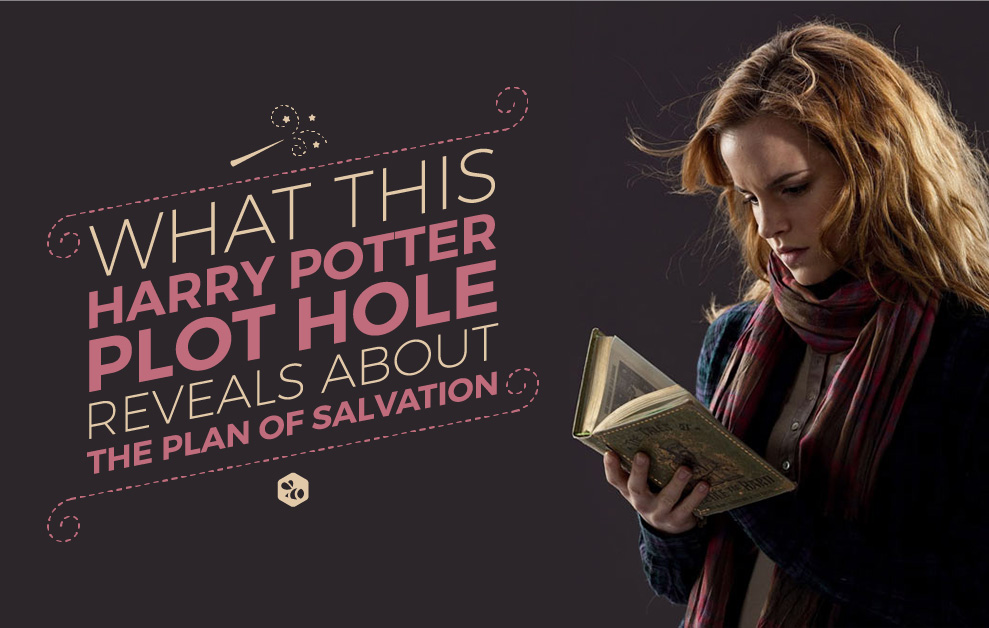 WHAT THIS
HARRY POTTER
PLOT HOLE
REVEALS ABOUT
THE PLAN OF SALVATION